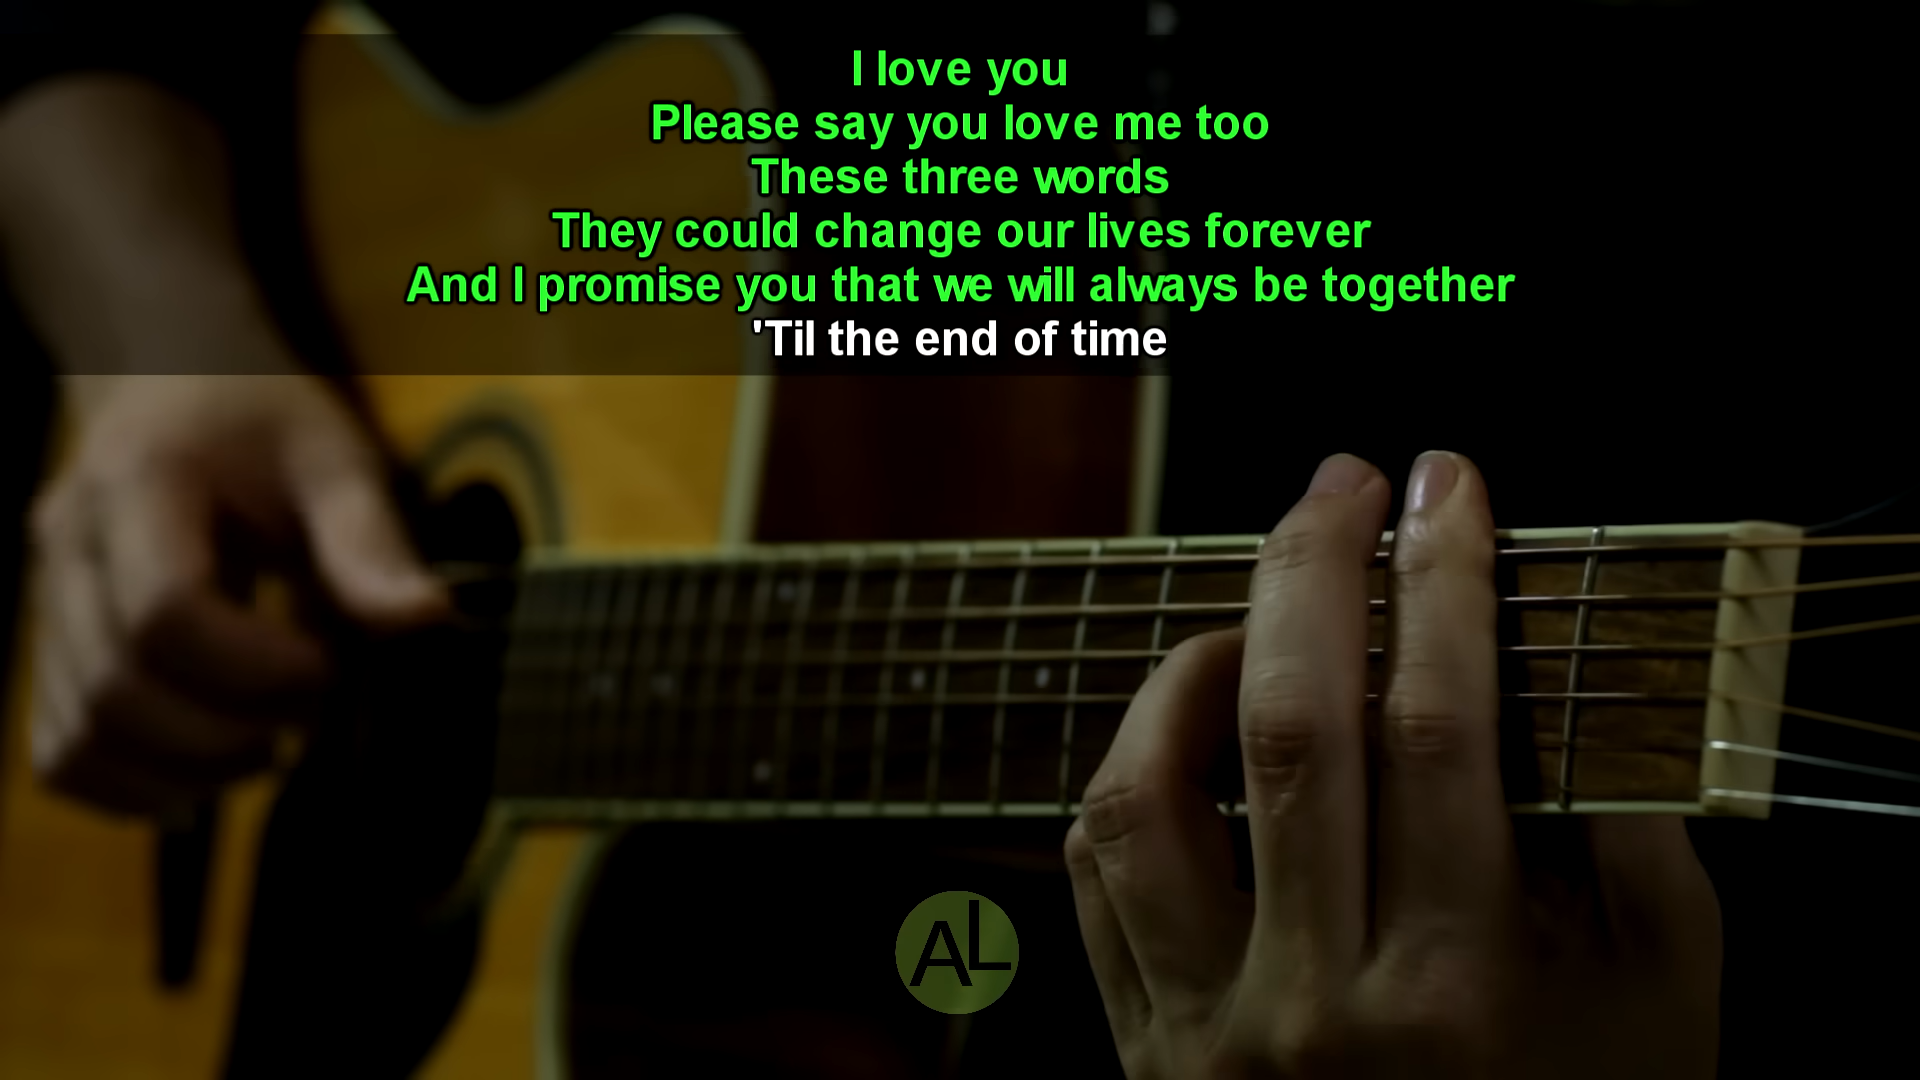 I love you
Please say you love me too
These three words
They could change our lives forever
And I promise you that we will always be together
'Til the end of time
AL